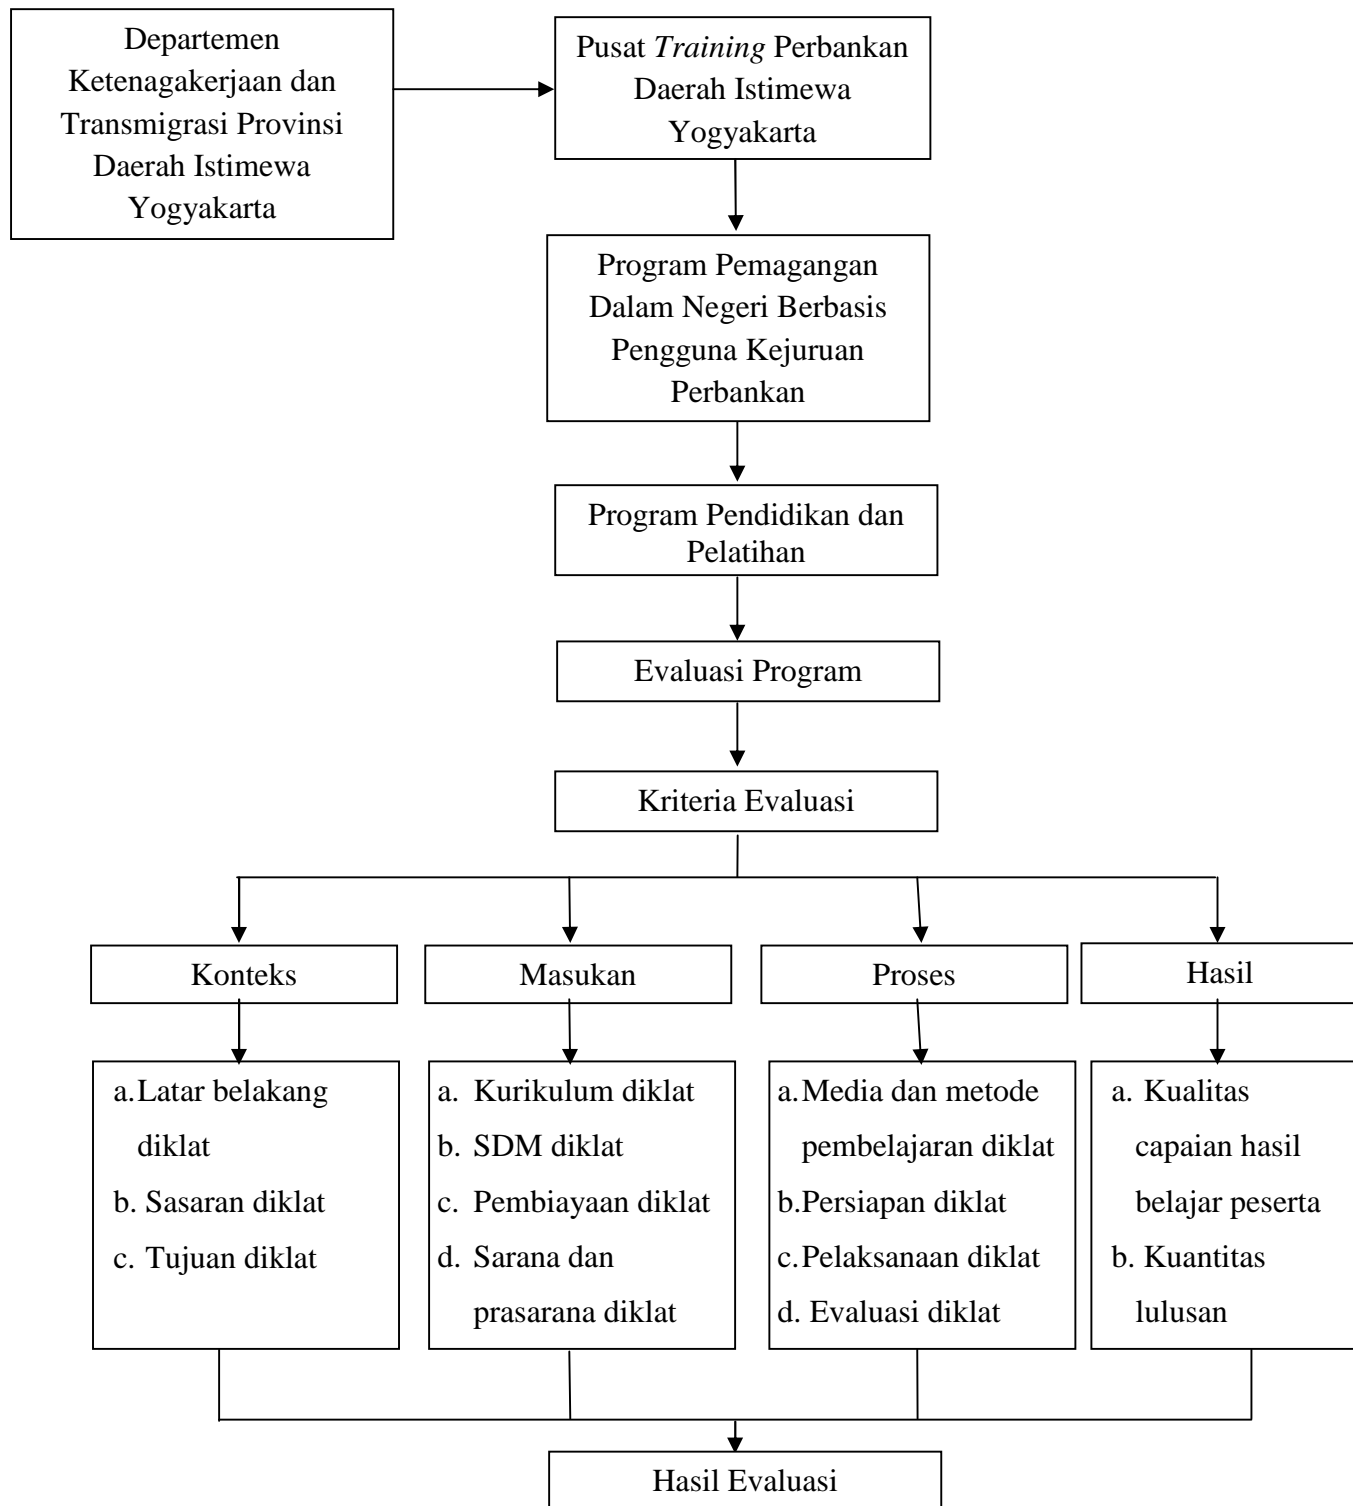 Departemen
Ketenagakerjaan dan
Transmigrasi Provinsi
Daerah Istimewa
Yogyakarta
Pusat Training Perbankan
Daerah Istimewa
Yogyakarta
Program Pemagangan
Dalam Negeri Berbasis
Pengguna Kejuruan
Perbankan
Program Pendidikan dan
Pelatihan
Evaluasi Program
Kriteria Evaluasi
Konteks
Masukan
Proses
Hasil
a. Latar belakang
diklat
b. Sasaran diklat
c. Tujuan diklat
a. Kurikulum diklat
b. SDM diklat
c. Pembiayaan diklat
d. Sarana dan
prasarana diklat
a. Media dan metode
pembelajaran diklat
b. Persiapan diklat
c. Pelaksanaan diklat
d. Evaluasi diklat
a. Kualitas
capaian hasil
belajar peserta
b. Kuantitas
lulusan
Hasil Evaluasi